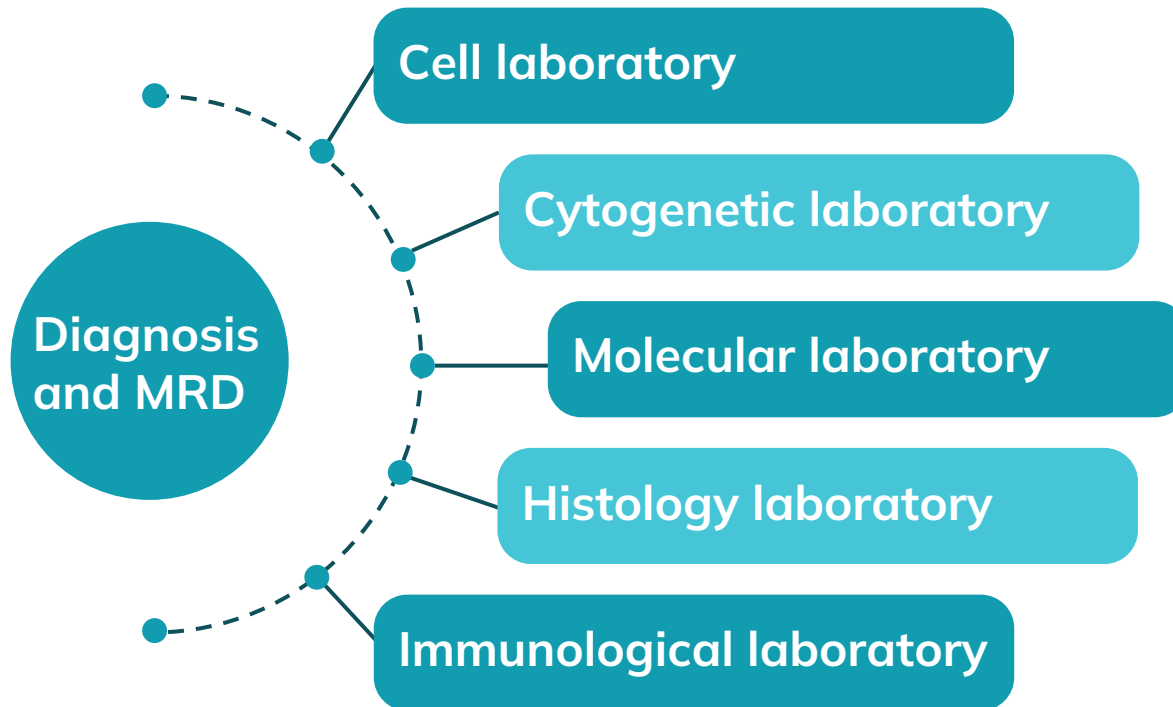 Cell laboratory
Cytogenetic laboratory
Diagnosis
and MRD
Molecular laboratory
Histology laboratory
Immunological laboratory